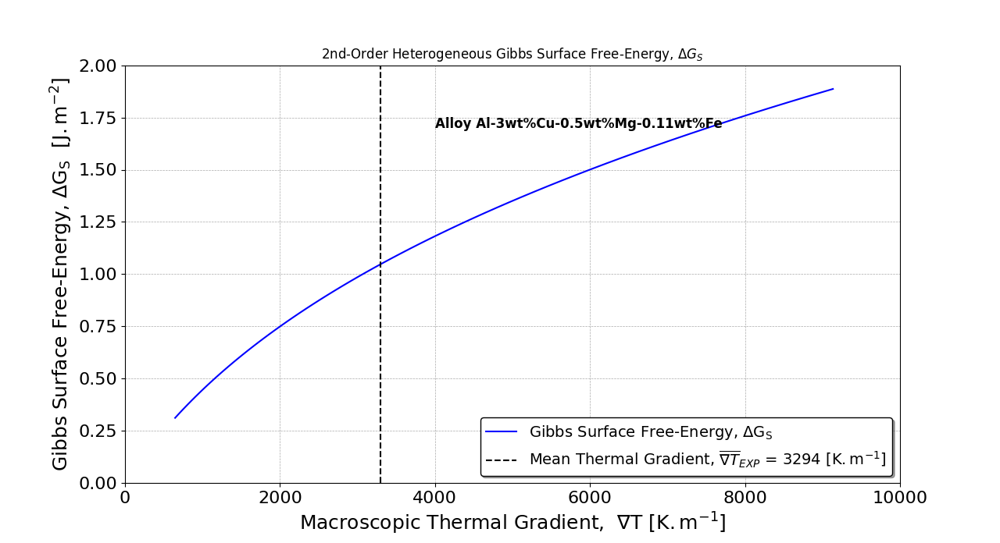 2nd-Order Heterogeneous Gibbs Surface Free-Energy, ΔG_S
Gibbs Surface Free-Energy, ΔG_S [J.m⁻²]
2.00
1.75
1.50
1.25
1.00
0.75
0.50
0.25
0.00
Alloy Al-3wt%Cu-0.5wt%Mg-0.11wt%Fe
Gibbs Surface Free-Energy, ΔG_S
Mean Thermal Gradient, \overline{∇T}_{EXP} = 3294 [K.m⁻¹]
0 2000 4000 6000 8000 10000
Macroscopic Thermal Gradient, ∇T [K.m⁻¹]